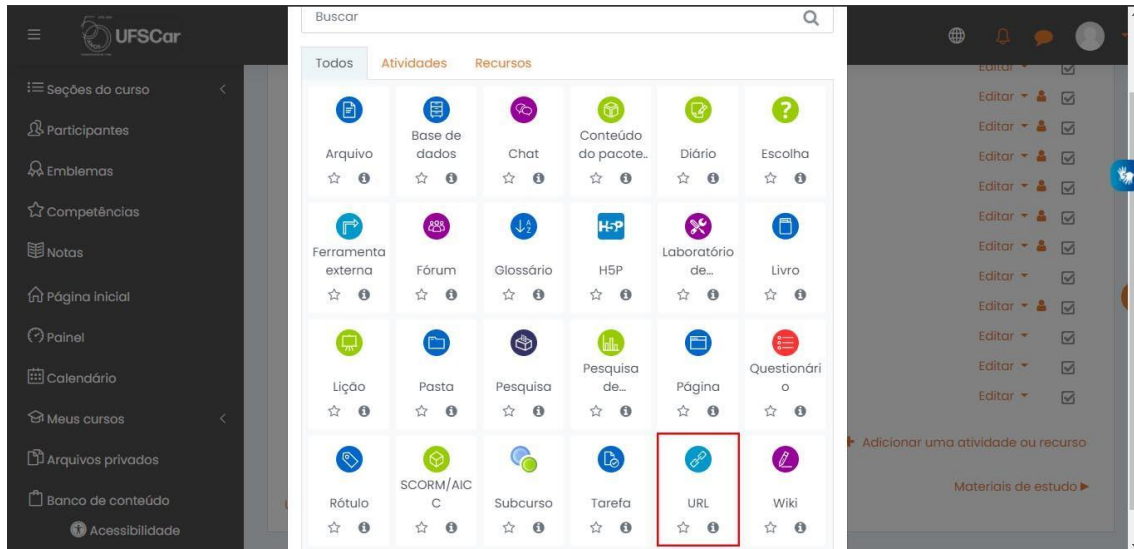 UFSCar
Seções do curso
Participantes
Emblemas
Competências
Notas
Página inicial
Painel
Calendário
Meus cursos
Arquivos privados
Banco de conteúdo
Acessibilidade
Buscar
Todos Atividades Recursos
Arquivo
Base de
dados
Chat
Conteúdo
do pacote..
Diário
Escolha
Ferramenta
externa
Fórum
Glossário
H5P
H5P
Laboratório
de...
Livro
Lição
Pasta
Pesquisa
Pesquisa
de...
Página
Questionári
o
Rótulo
SCORM/AIC
C
Subcurso
Tarefa
URL
Wiki
Editar
Editar
Editar
Editar
Editar
Editar
Editar
Editar
Editar
Editar
Editar
Editar
Adicionar uma atividade ou recurso
Materiais de estudo